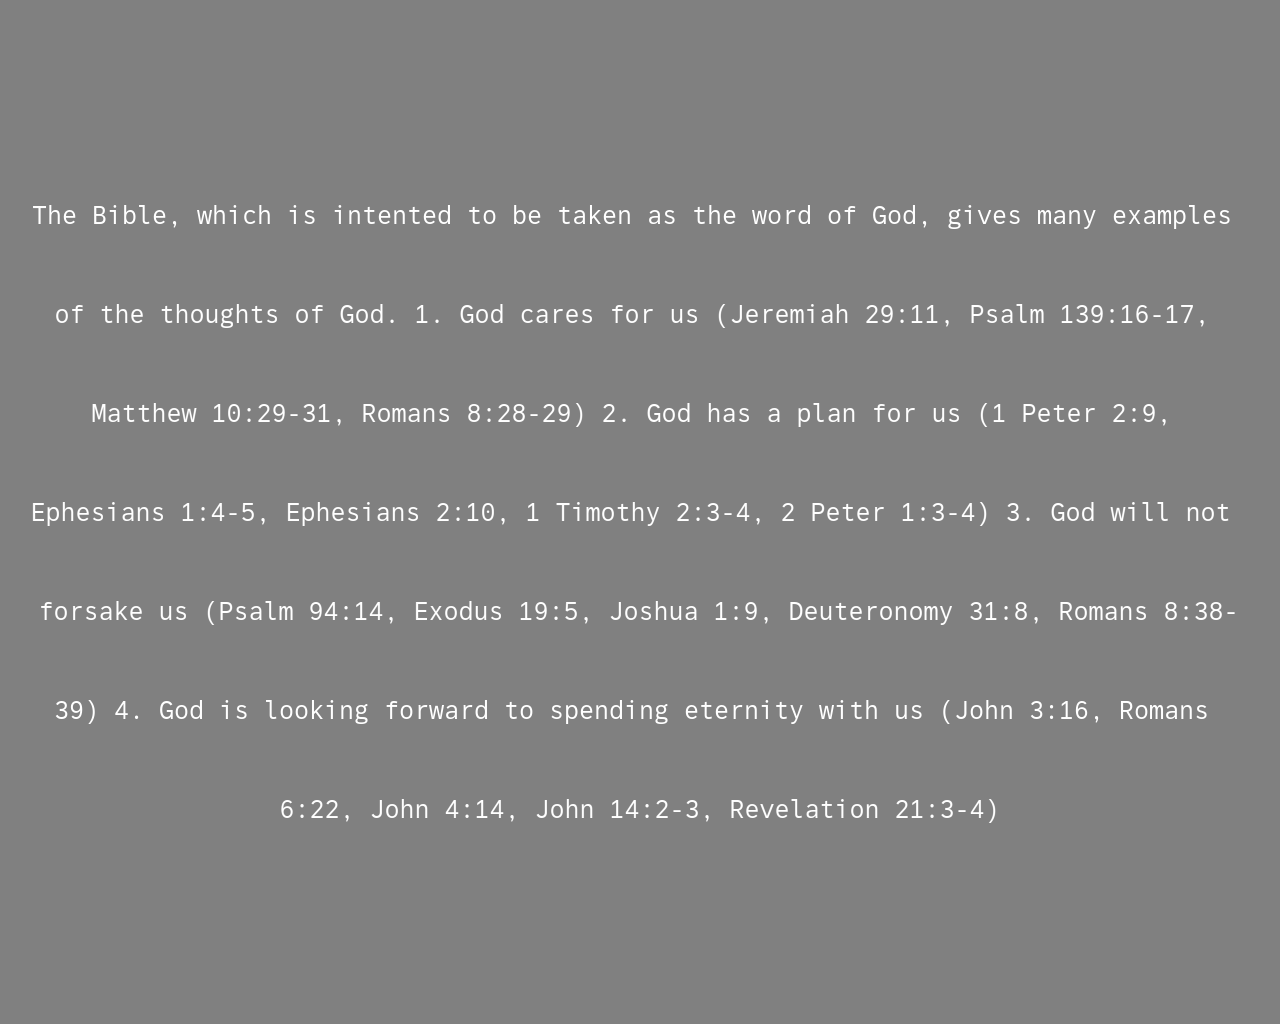 The Bible, which is intented to be taken as the word of God, gives many examples
of the thoughts of God. 1. God cares for us (Jeremiah 29:11, Psalm 139:16-17,
Matthew 10:29-31, Romans 8:28-29) 2. God has a plan for us (1 Peter 2:9,
Ephesians 1:4-5, Ephesians 2:10, 1 Timothy 2:3-4, 2 Peter 1:3-4) 3. God will not
forsake us (Psalm 94:14, Exodus 19:5, Joshua 1:9, Deuteronomy 31:8, Romans 8:38-
39) 4. God is looking forward to spending eternity with us (John 3:16, Romans
6:22, John 4:14, John 14:2-3, Revelation 21:3-4)